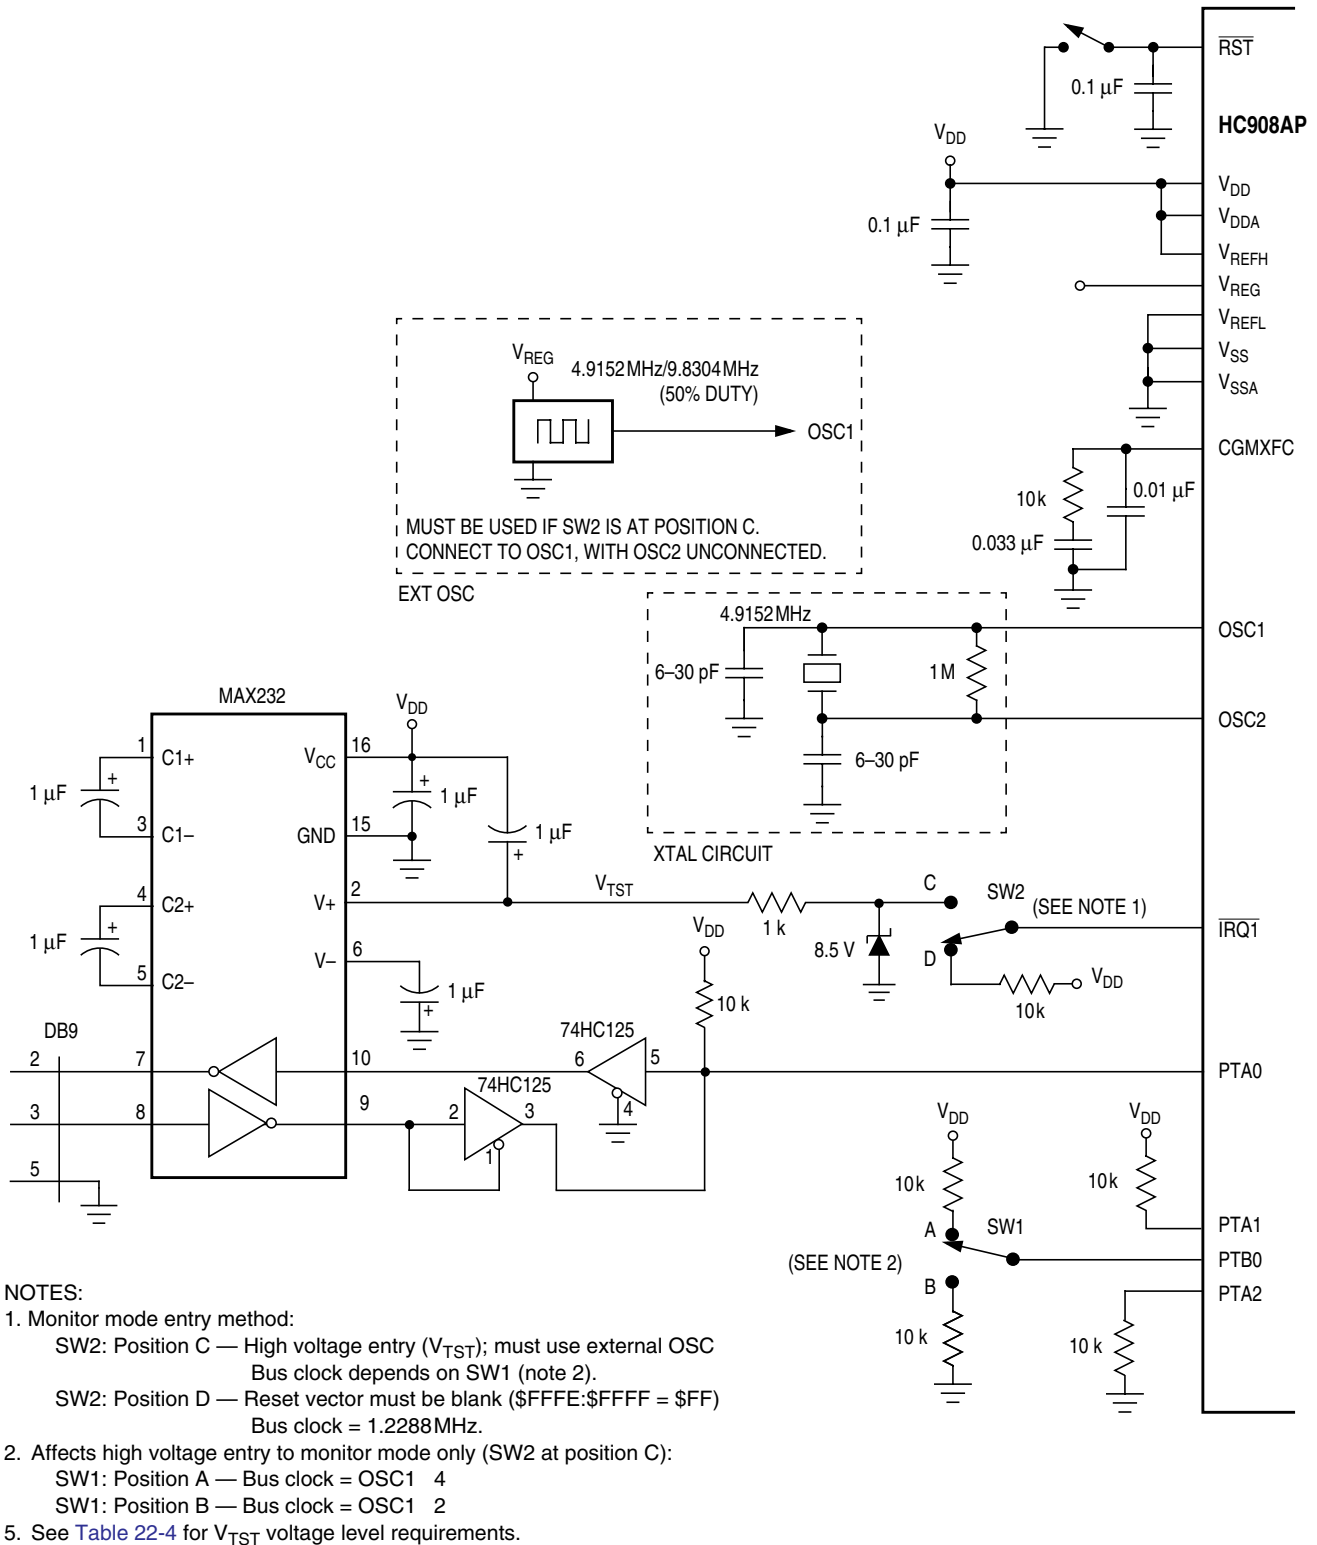 RST
0.1 μF
HC908AP
VDD
VDD
0.1 μF
VDDA
VREFH
VREG
VREFL
VSS
VSSA
VREG
4.9152MHz/9.8304MHz
(50% DUTY)
OSC1
MUST BE USED IF SW2 IS AT POSITION C.
CONNECT TO OSC1, WITH OSC2 UNCONNECTED.
EXT OSC
CGMXFC
10k
0.01 μF
0.033 μF
4.9152MHz
OSC1
6–30 pF
1M
OSC2
6–30 pF
XTAL CIRCUIT
MAX232
VDD
1
C1+
VCC
16
1 μF
+
+
1 μF
3
C1–
GND
15
1 μF
+
4
C2+
V+
2
VTST
1 k
C
SW2
(SEE NOTE 1)
IRQ1
1 μF
+
8.5 V
D
VDD
10k
5
C2–
V–
6
1 μF
+
VDD
10 k
DB9
74HC125
2
7
10
6
5
PTA0
4
74HC125
3
8
9
2
3
1
5
VDD
VDD
10k
10k
A
SW1
PTA1
(SEE NOTE 2)
PTB0
B
PTA2
10 k
10 k
NOTES:
1. Monitor mode entry method:
SW2: Position C — High voltage entry (VTST); must use external OSC
Bus clock depends on SW1 (note 2).
SW2: Position D — Reset vector must be blank ($FFFE:$FFFF = $FF)
Bus clock = 1.2288MHz.
2. Affects high voltage entry to monitor mode only (SW2 at position C):
SW1: Position A — Bus clock = OSC1 4
SW1: Position B — Bus clock = OSC1 2
5. See Table 22-4 for VTST voltage level requirements.